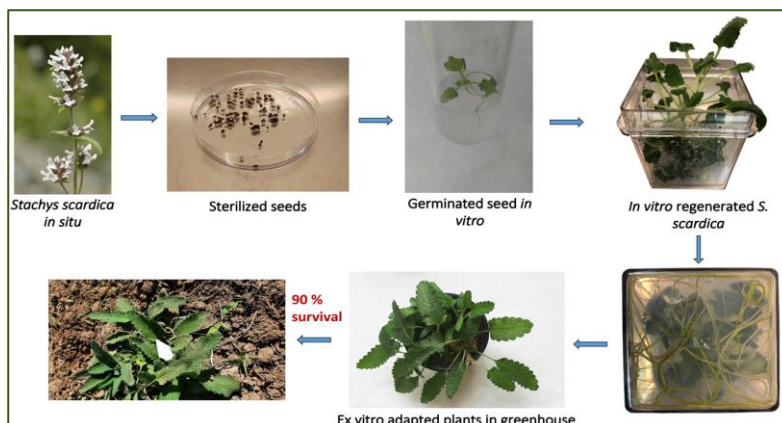 Stachys scardica
in situ
Sterilized seeds
Germinated seed in
vitro
In vitro regenerated S.
scardica
90 %
survival
Ex vitro adapted plants in greenhouse